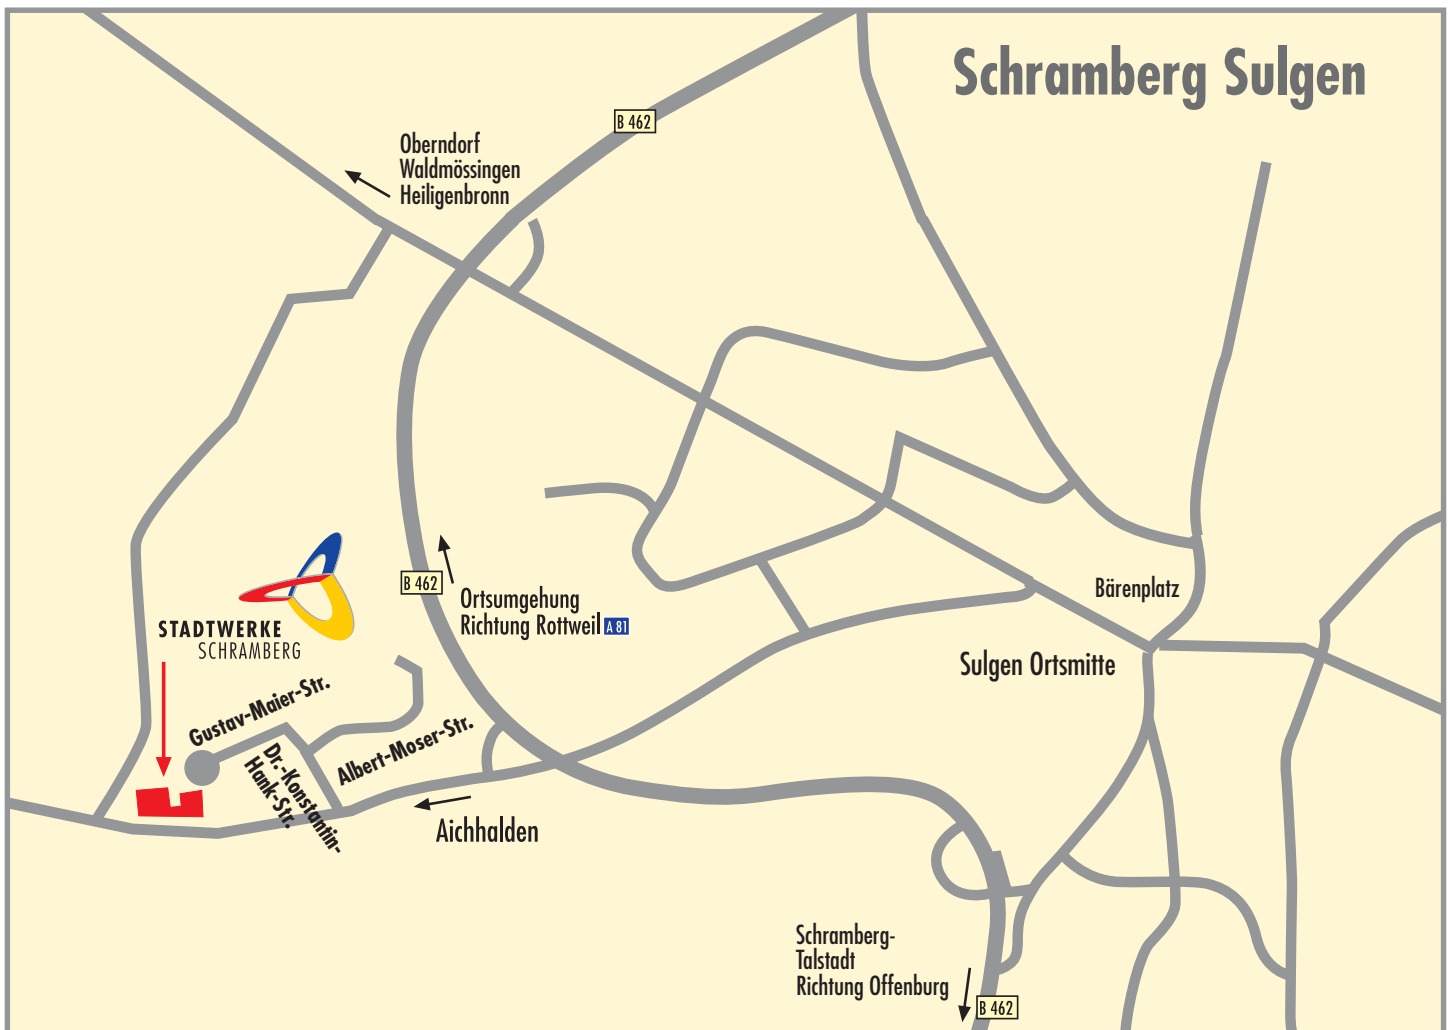 Schramberg Sulgen
B 462
Oberndorf
Waldmössingen
Heiligenbronn
B 462
Ortsumgehung
Richtung Rottweil A 81
Bärenplatz
Sulgen Ortsmitte
STADTWERKE
SCHRAMBERG
Gustav-Maier-Str.
Dr.-Konstantin-
Hank-Str.
Albert-Moser-Str.
Aichhalden
Schramberg-
Talstadt
Richtung Offenburg
B 462